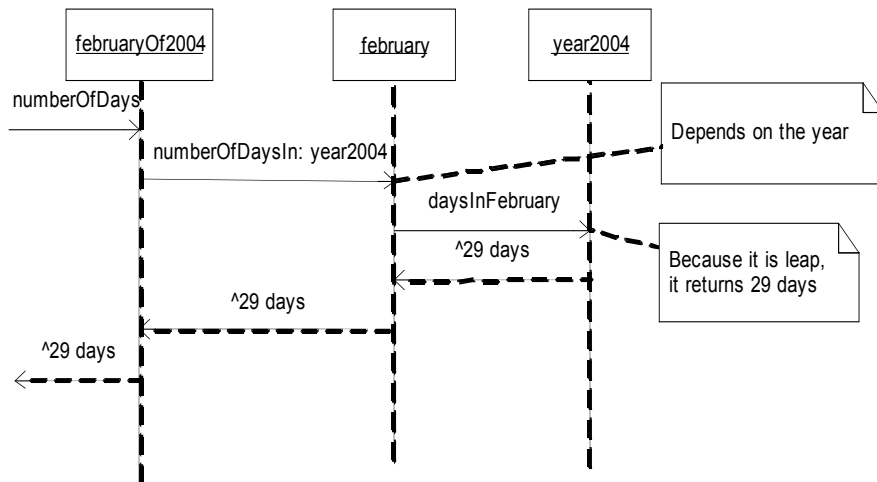 februaryOf2004
february
year2004
numberOfDays
Depends on the year
numberOfDaysIn: year2004
daysInFebruary
^29 days
Because it is leap,
it returns 29 days
^29 days
^29 days